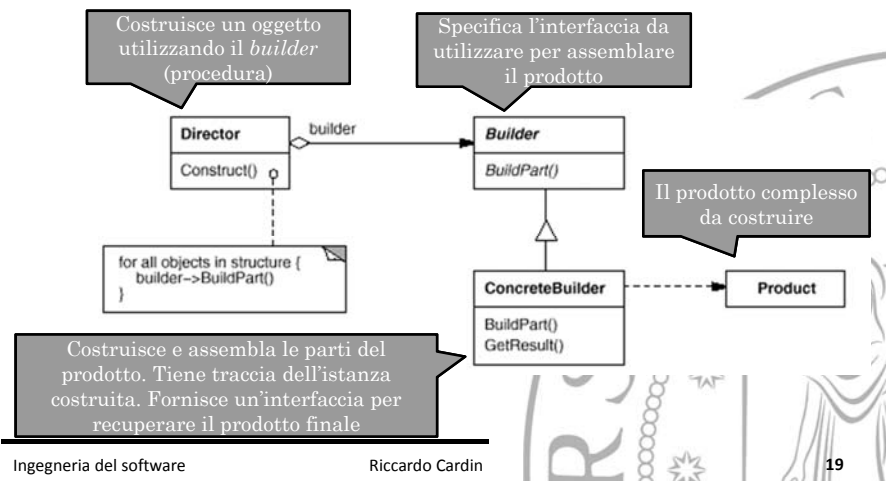 Costruisce un oggetto
utilizzando il builder
(procedura)
Specifica l'interfaccia da
utilizzare per assemblare
il prodotto
Director
Construct()
builder
Builder
BuildPart()
Il prodotto complesso
da costruire
for all objects in structure {
builder->BuildPart()
}
ConcreteBuilder
BuildPart()
GetResult()
Product
Costruisce e assembla le parti del
prodotto. Tiene traccia dell'istanza
costruita. Fornisce un'interfaccia per
recuperare il prodotto finale
Ingegneria del software
Riccardo Cardin
19